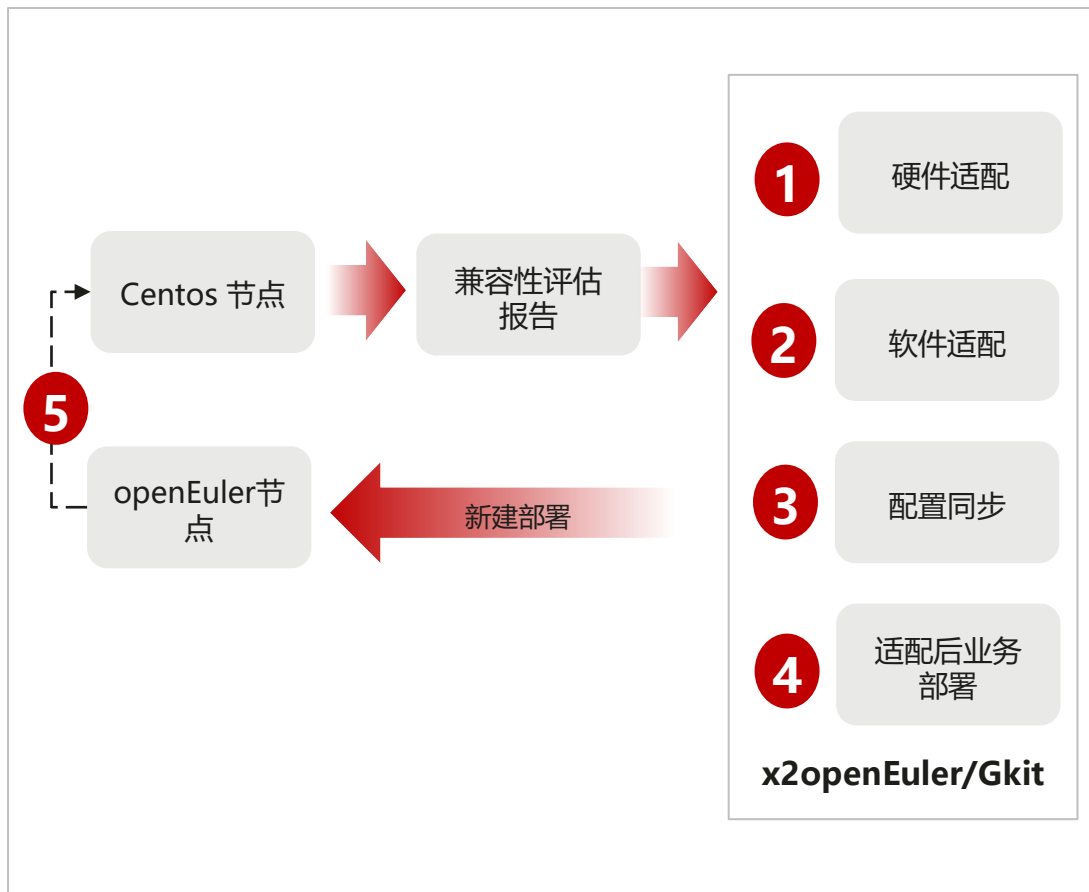 Centos 节点
兼容性评估
报告
1
硬件适配
2
软件适配
3
配置同步
4
适配后业务
部署
x2openEuler/Gkit
新建部署
openEuler节
点
5